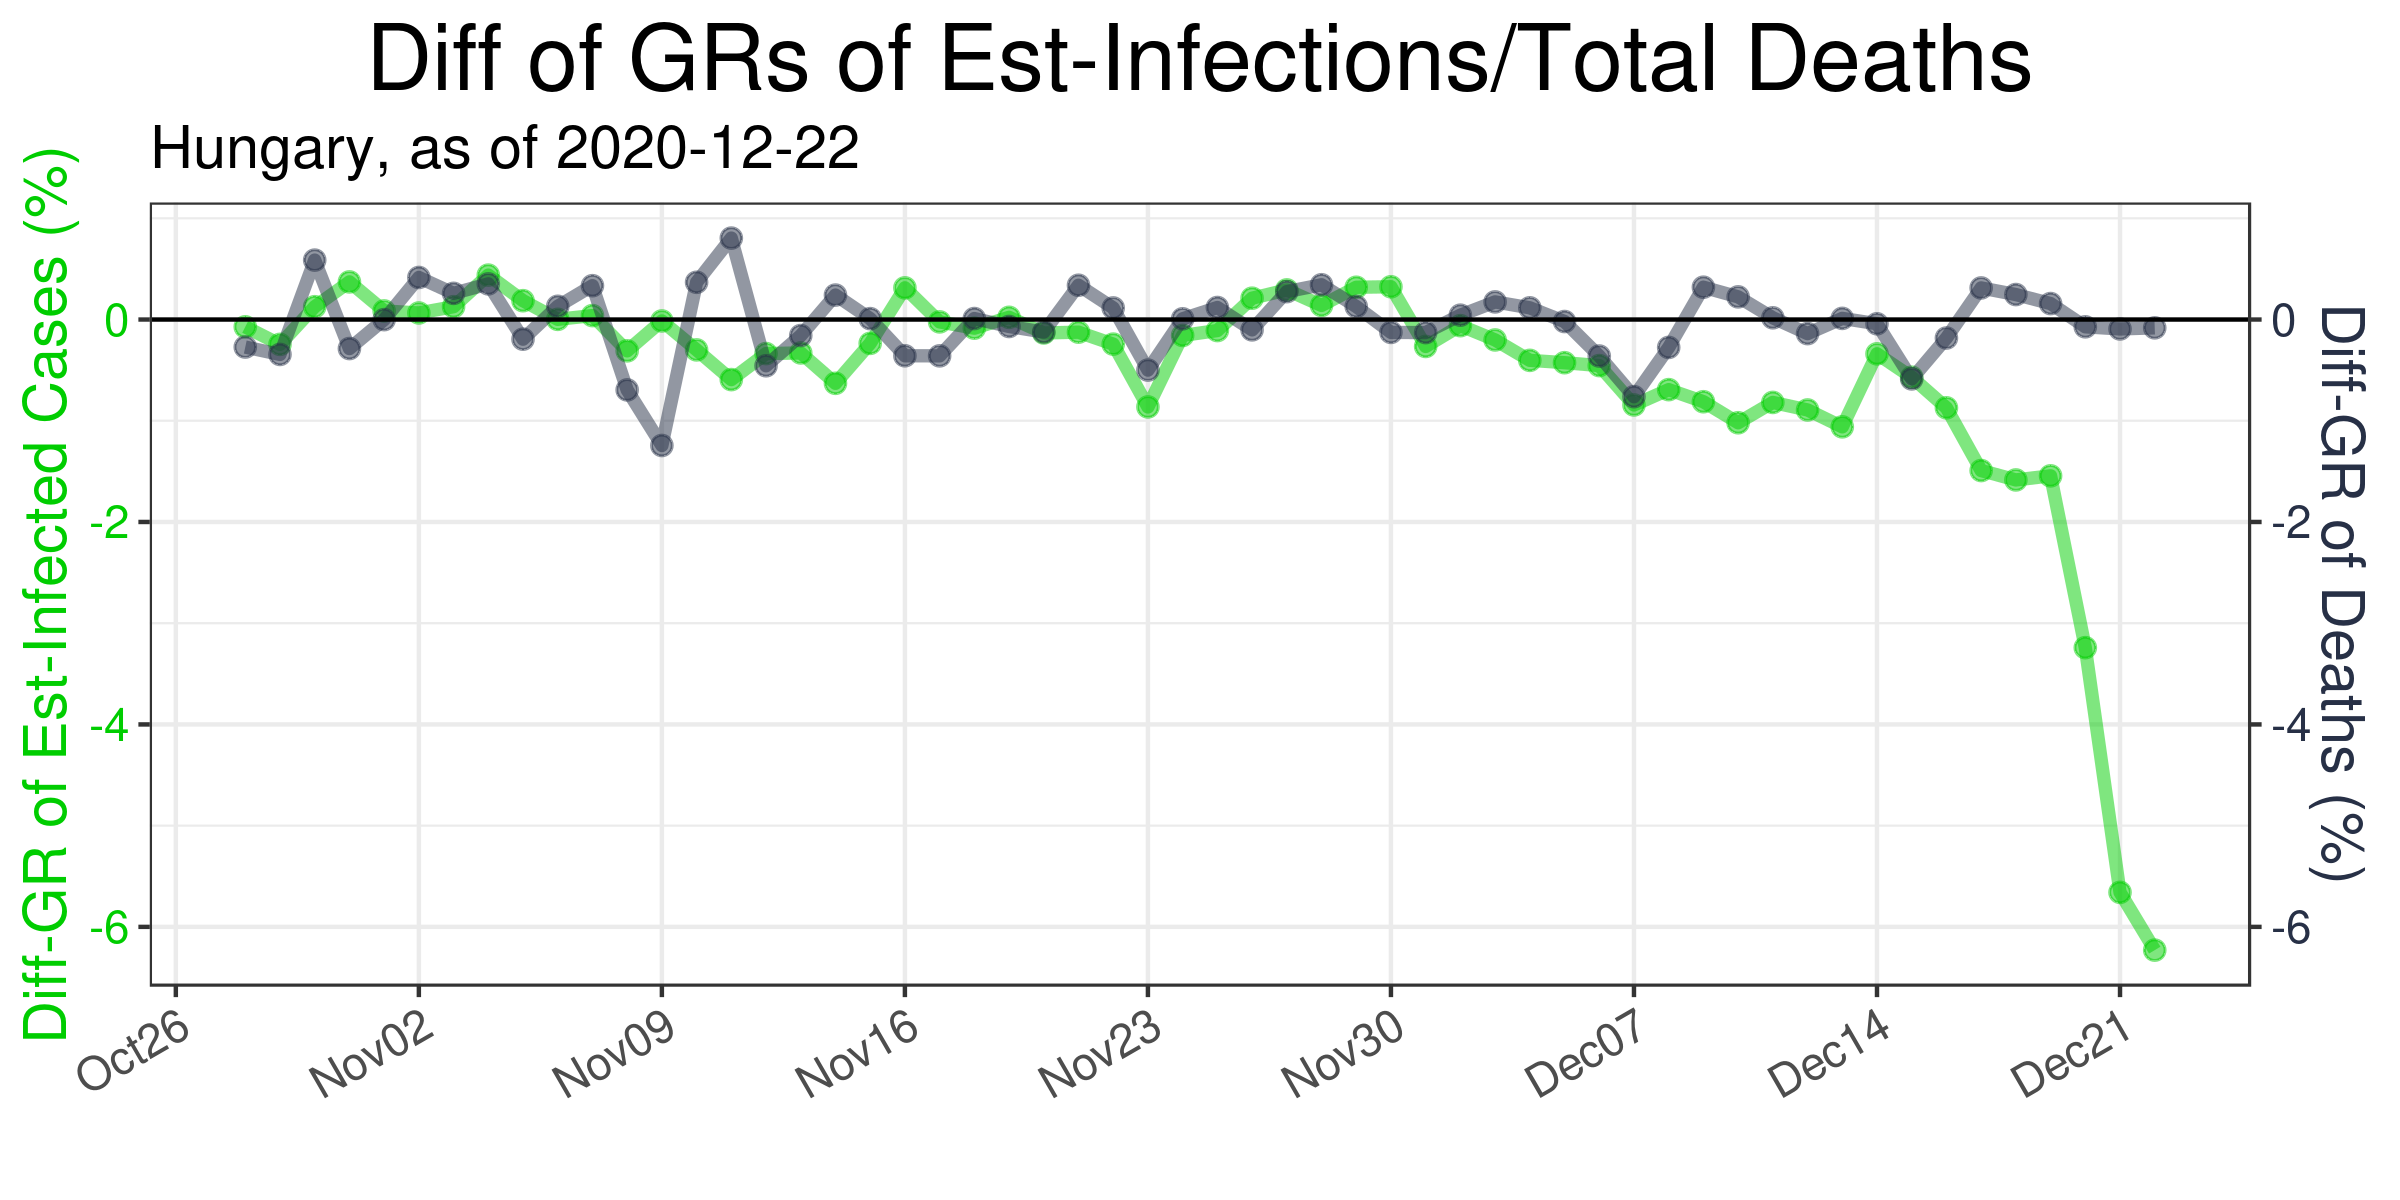 Diff of GRs of Est-Infections/Total Deaths
Hungary, as of 2020-12-22
Diff-GR of Est-Infected Cases (%)
0
-2
-4
-6
0
-2
-4
-6
Diff-GR of Deaths (%)
Oct26
Nov02
Nov09
Nov16
Nov23
Nov30
Dec07
Dec14
Dec21